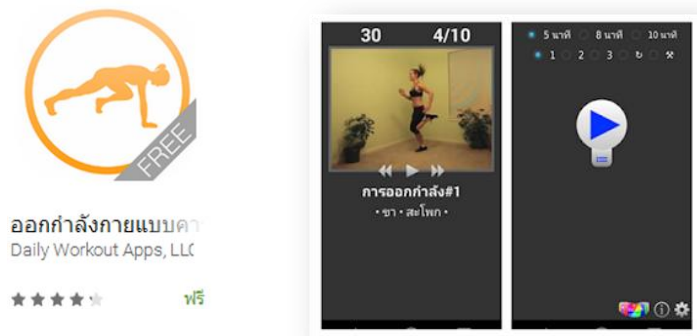 FREE
ออกกำลังกายแบบคา
Daily Workout Apps, LLC
ฟรี
30 4/10
การออกกำลัง#1
• ขา • สะโพก •
5 นาที 8 นาที 10 นาที
1 2 3